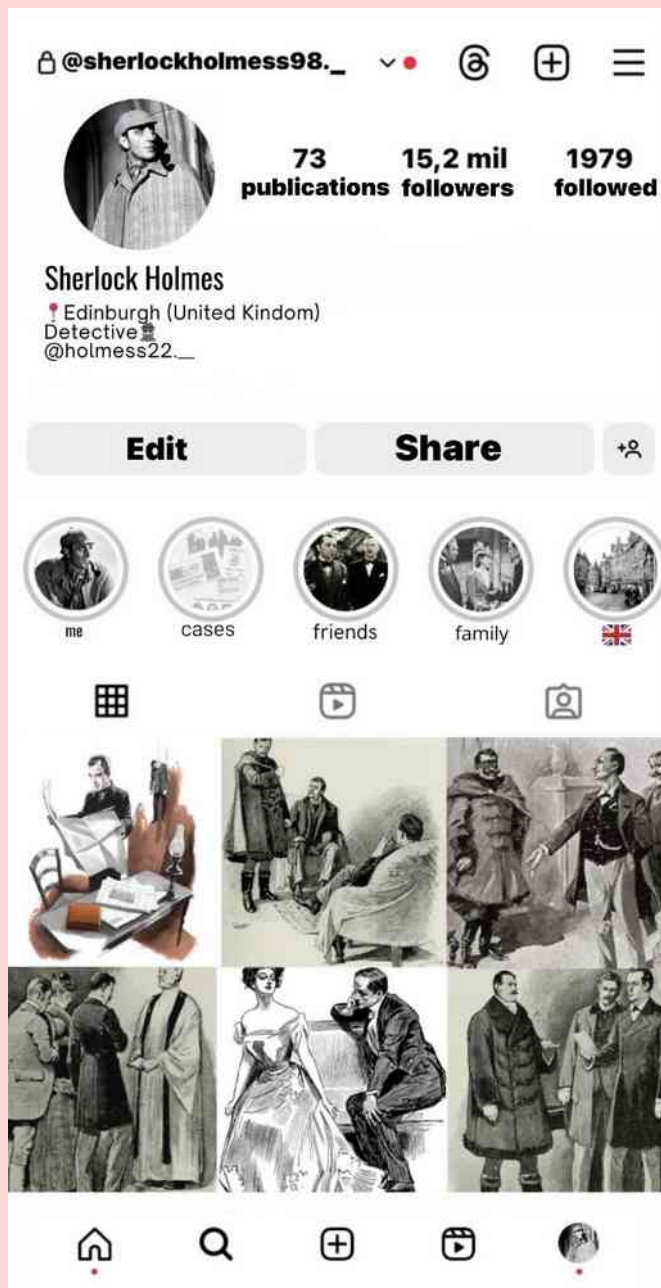 @sherlockholmess98._
73 15,2 mil 1979
publications followers followed
Sherlock Holmes
📍Edinburgh (United Kindom)
Detective🕵
@holmess22.__
Edit Share
me cases friends family 🇬🇧